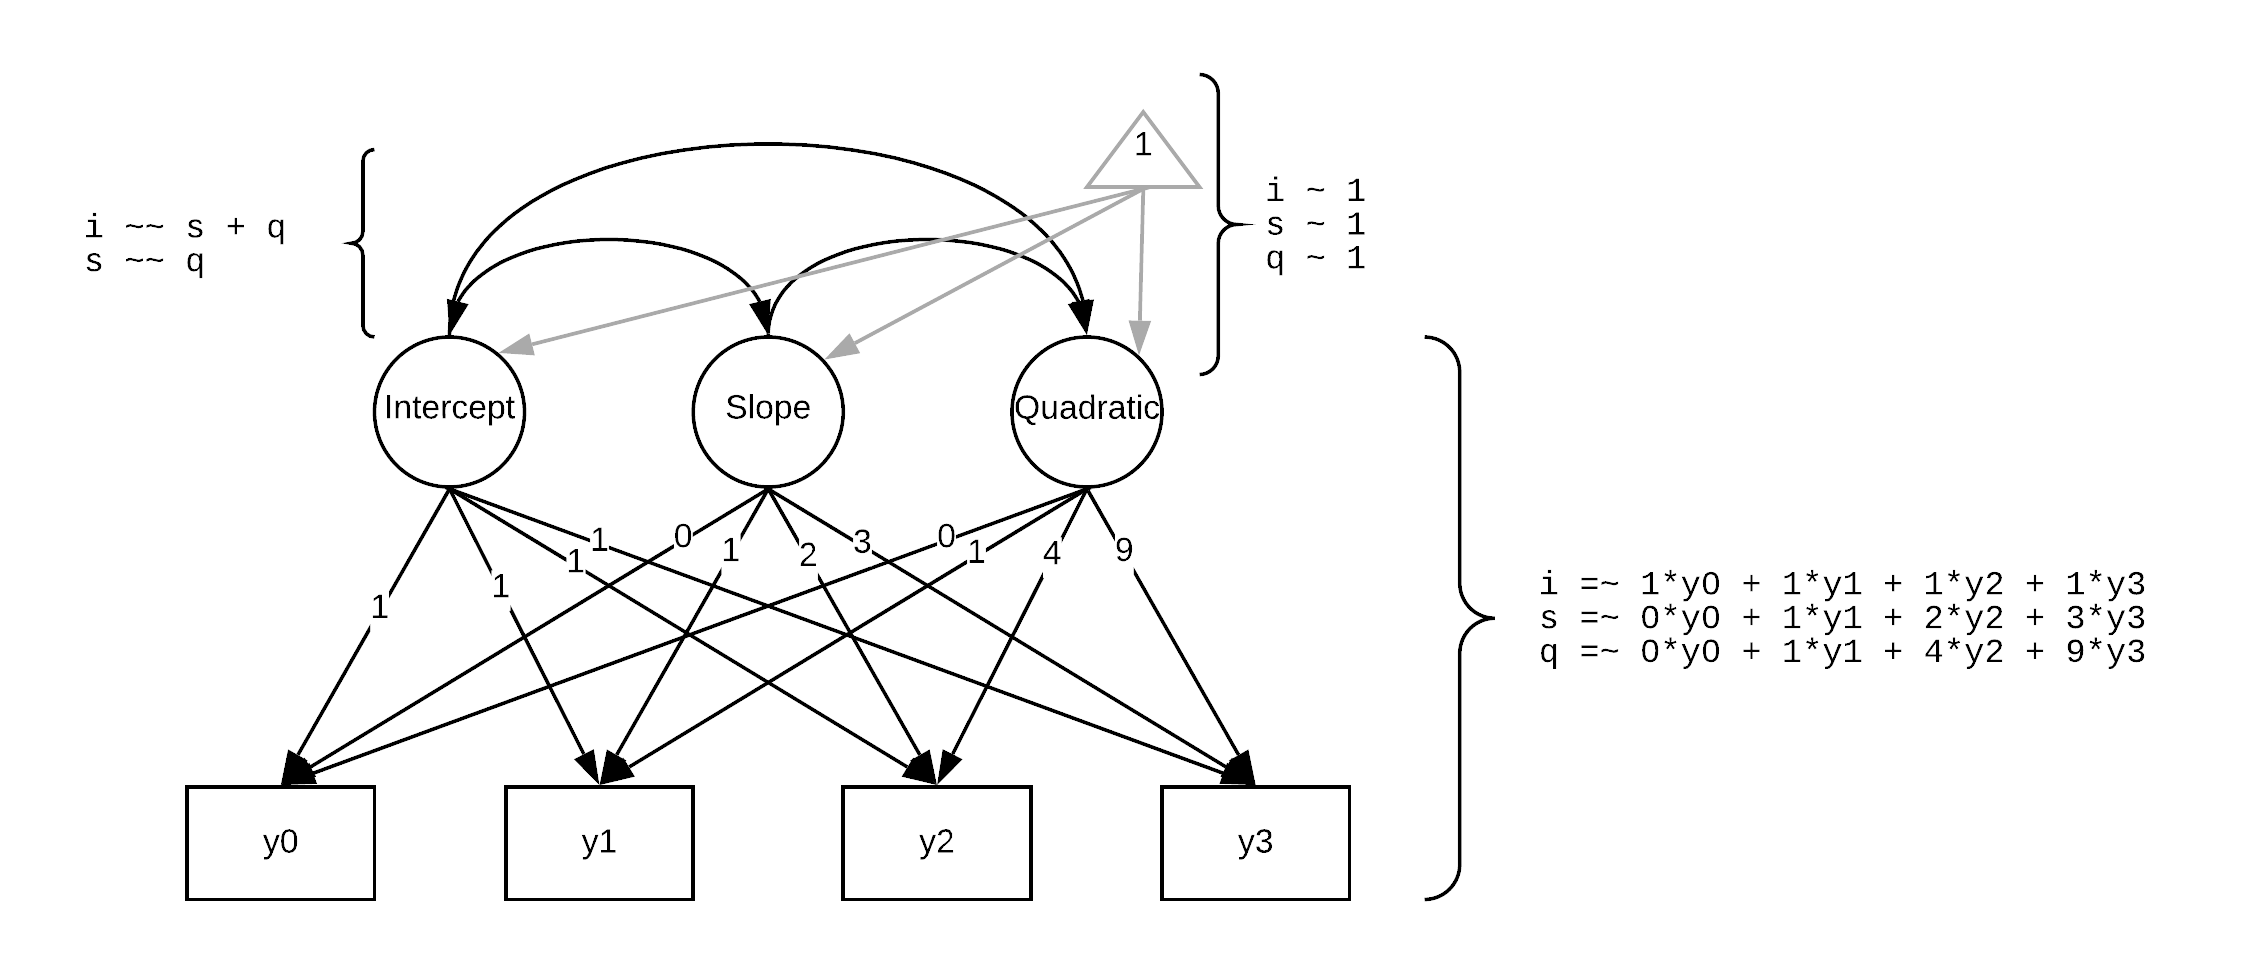 1
i ~ 1
s ~ 1
q ~ 1
i ~~ s + q
s ~~ q
Intercept
Slope
Quadratic
1
1
1
1
0
1
2
3
0
1
4
9
i =~ 1*y0 + 1*y1 + 1*y2 + 1*y3
s =~ 0*y0 + 1*y1 + 2*y2 + 3*y3
q =~ 0*y0 + 1*y1 + 4*y2 + 9*y3
y0
y1
y2
y3